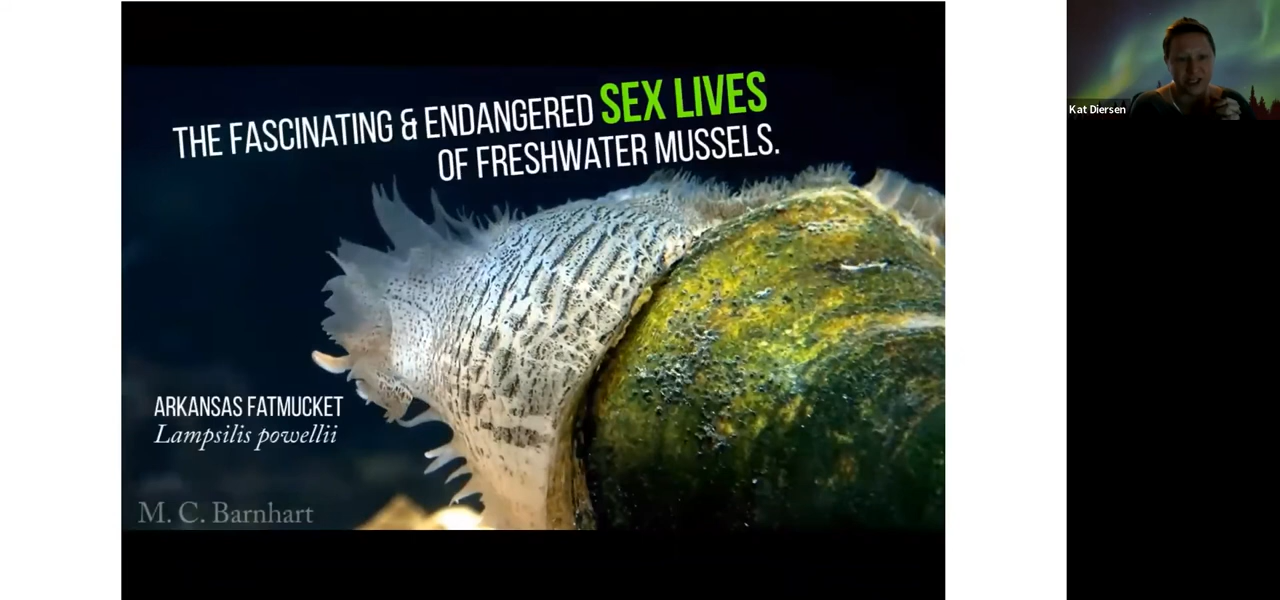 THE FASCINATING & ENDANGERED SEX LIVES
OF FRESHWATER MUSSELS.
ARKANSAS FATMUCKET
Lampsilis powellii
M. C. Barnhart
Kat Diersen